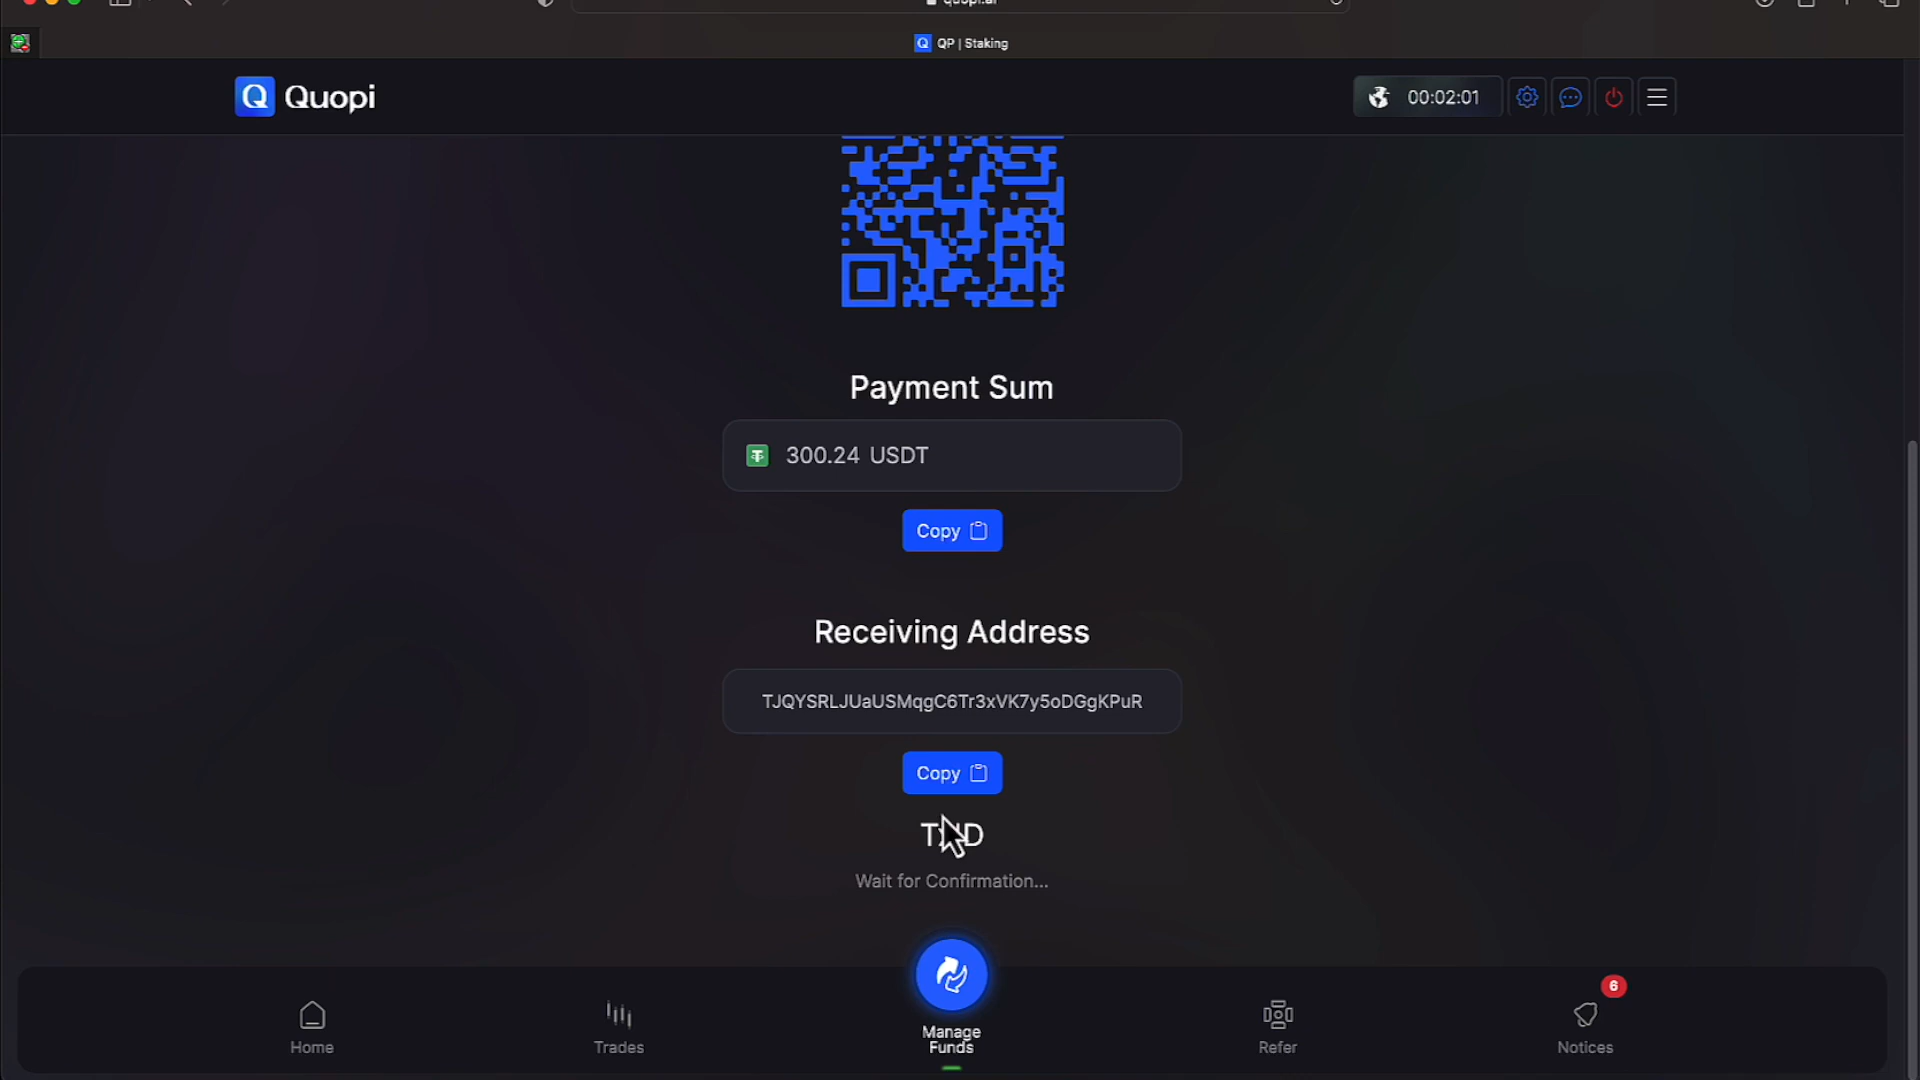 QP | Staking
Quopi
00:02:01
Payment Sum
300.24 USDT
Copy
Receiving Address
TJQYSRLJUaUSMqgC6Tr3xVK7y5oDGgKPuR
Copy
Wait for Confirmation...
Home
Trades
Manage
Funds
Refer
6
Notices